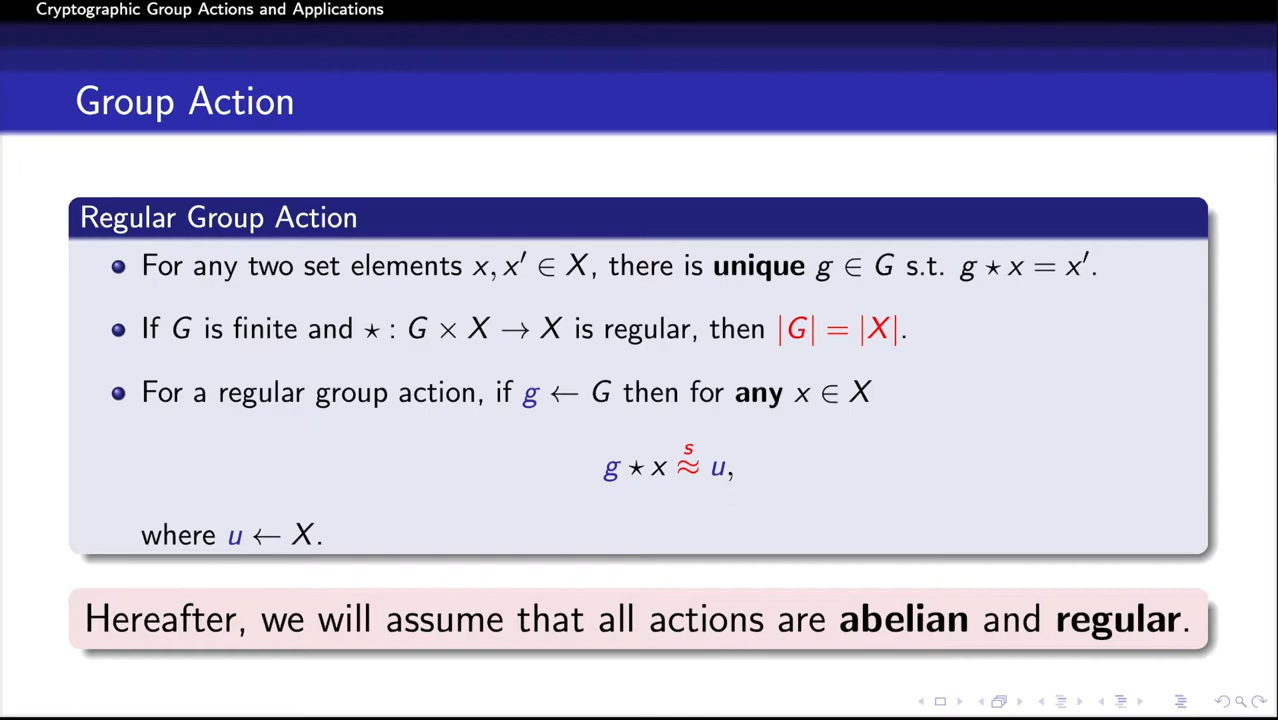 Cryptographic Group Actions and Applications
Group Action
Regular Group Action
For any two set elements x, x′ ∈ X, there is unique g ∈ G s.t. g ⋆ x = x′.
If G is finite and ⋆ : G × X → X is regular, then |G| = |X|.
For a regular group action, if g ← G then for any x ∈ X
g ⋆ x ≈ˢ u,
where u ← X.
Hereafter, we will assume that all actions are abelian and regular.